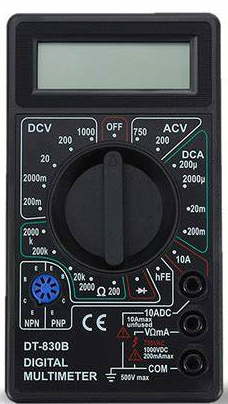 DCV OFF 750 ACV
1000
200 200 DCA
20 200μ
2000m 2000μ
200m 20m
2000 200m
k
200k 10A
20k hFE
2000 Ω 200
E E
B B
C C
E E
NPN PNP
CE
10ADC
10Amax
unfused
VΩmA
750VAC
1000VDC
200mAmax
COM
500V max
DT-830B
DIGITAL
MULTIMETER